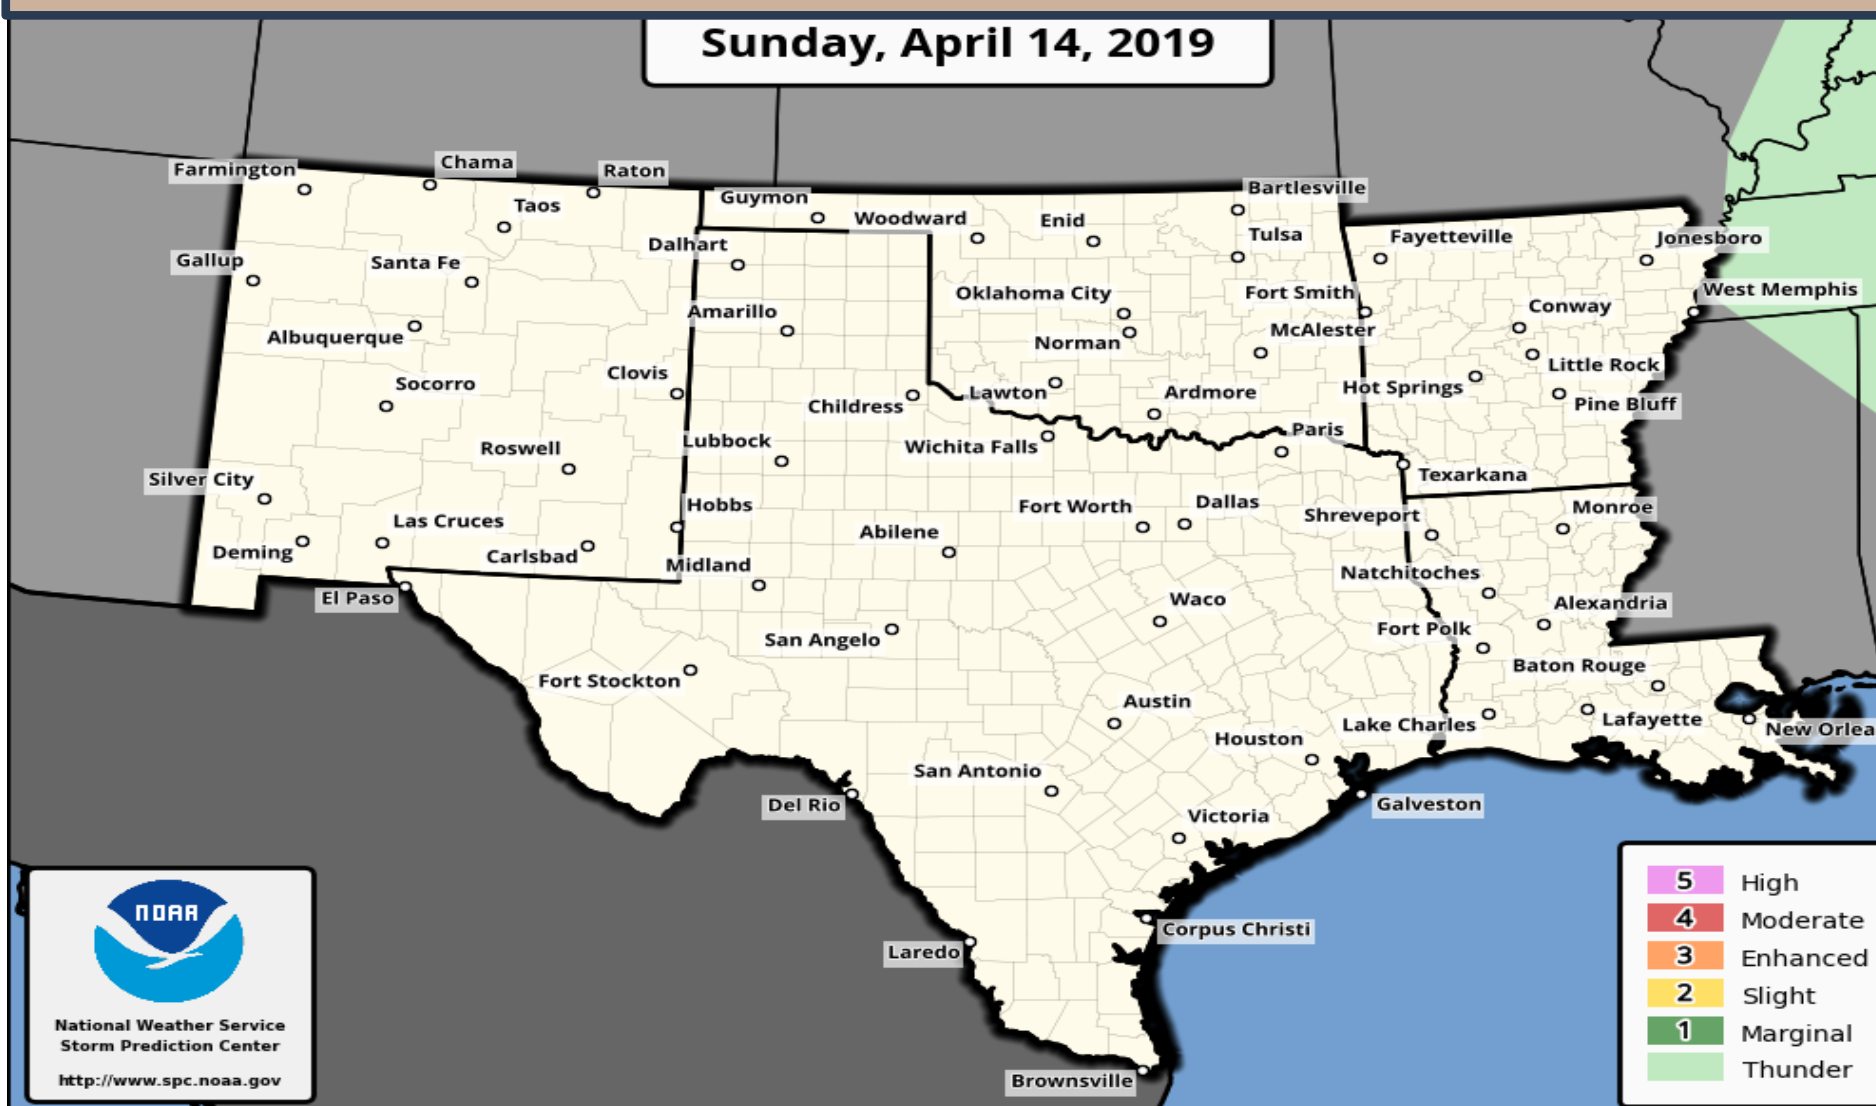 Sunday, April 14, 2019
Farmington
Chama
Raton
Taos
Guymon
Woodward
Enid
Bartlesville
Tulsa
Fayetteville
Jonesboro
Gallup
Santa Fe
Dalhart
Oklahoma City
Fort Smith
West Memphis
Conway
Albuquerque
Amarillo
Norman
McAlester
Little Rock
Socorro
Clovis
Childress
Lawton
Ardmore
Hot Springs
Pine Bluff
Roswell
Lubbock
Wichita Falls
Paris
Texarkana
Silver City
Hobbs
Fort Worth
Dallas
Shreveport
Monroe
Las Cruces
Abilene
Deming
Carlsbad
Midland
Natchitoches
El Paso
Waco
Alexandria
San Angelo
Fort Polk
Fort Stockton
Baton Rouge
Austin
Lake Charles
Lafayette
New Orlea
Houston
San Antonio
Del Rio
Galveston
Victoria
Corpus Christi
Laredo
Brownsville
NOAA
National Weather Service
Storm Prediction Center
http://www.spc.noaa.gov
5 High
4 Moderate
3 Enhanced
2 Slight
1 Marginal
Thunder